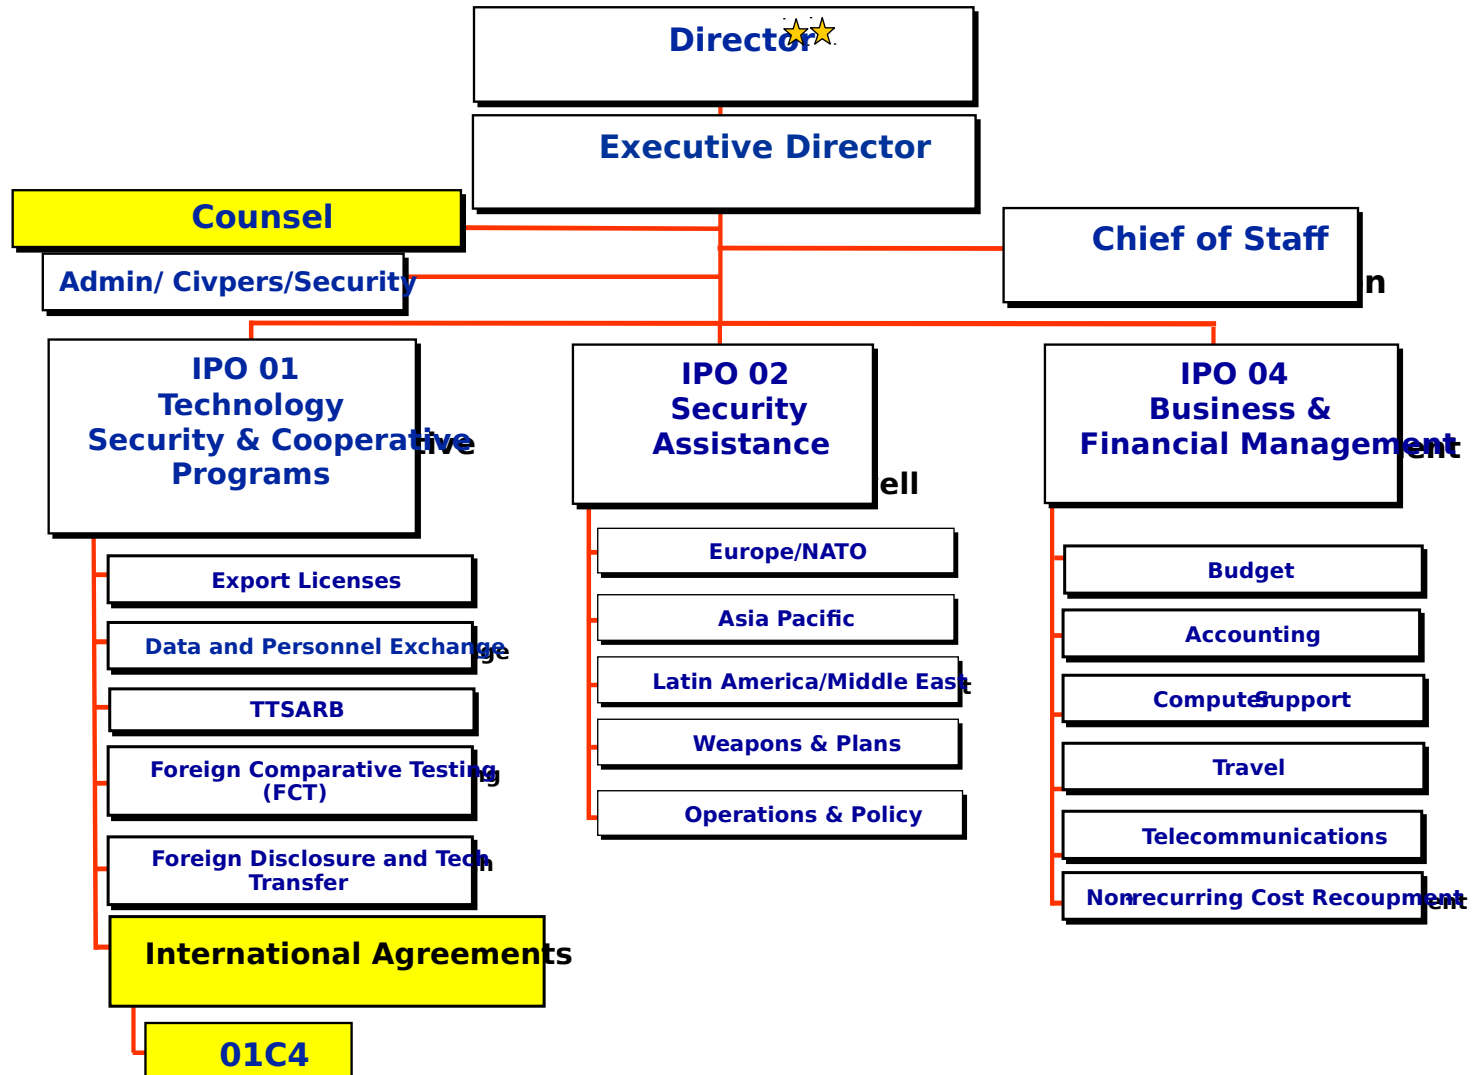 Director
Executive Director
Counsel
Admin/ Civpers/Security
Chief of Staff
IPO 01
Technology
Security & Cooperative
Programs
IPO 02
Security
Assistance
IPO 04
Business &
Financial Management
Export Licenses
Data and Personnel Exchange
TTSARB
Foreign Comparative Testing
(FCT)
Foreign Disclosure and Tech
Transfer
International Agreements
01C4
Europe/NATO
Asia Pacific
Latin America/Middle East
Weapons & Plans
Operations & Policy
Budget
Accounting
Computer Support
Travel
Telecommunications
Non-recurring Cost Recoupment